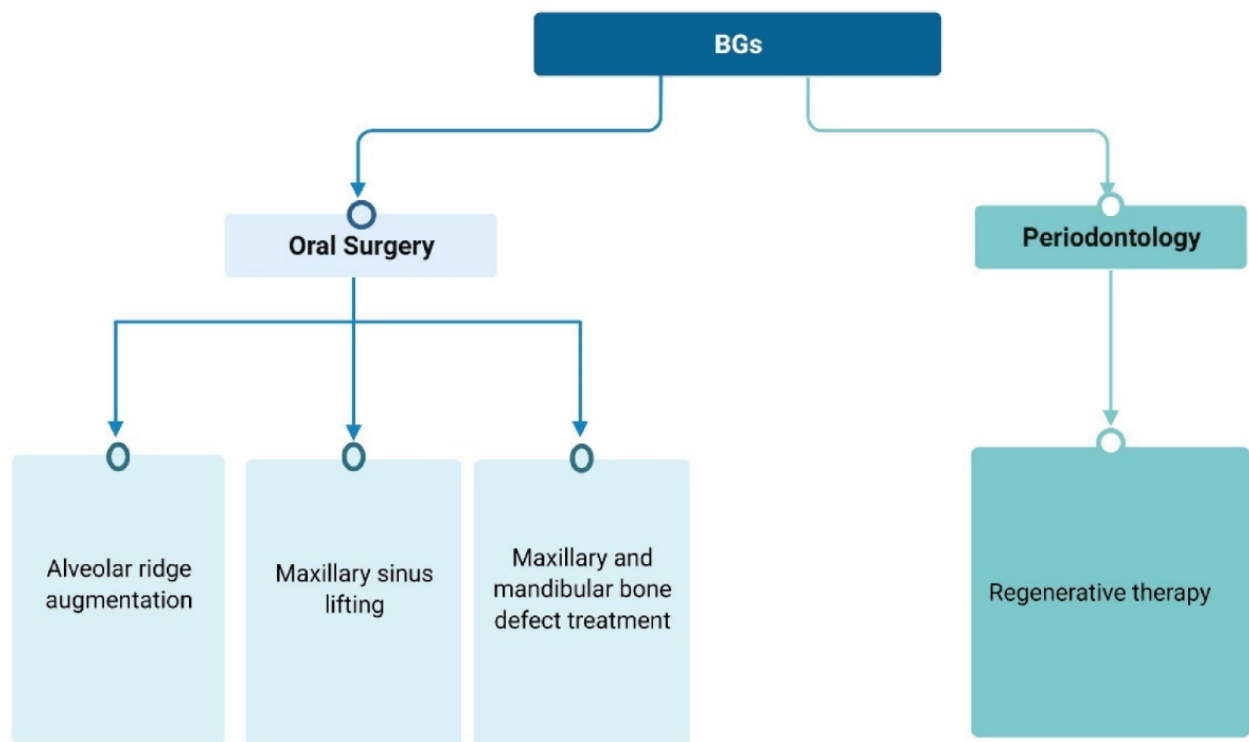 BGs
Oral Surgery
Periodontology
Alveolar ridge
augmentation
Maxillary sinus
lifting
Maxillary and
mandibular bone
defect treatment
Regenerative therapy